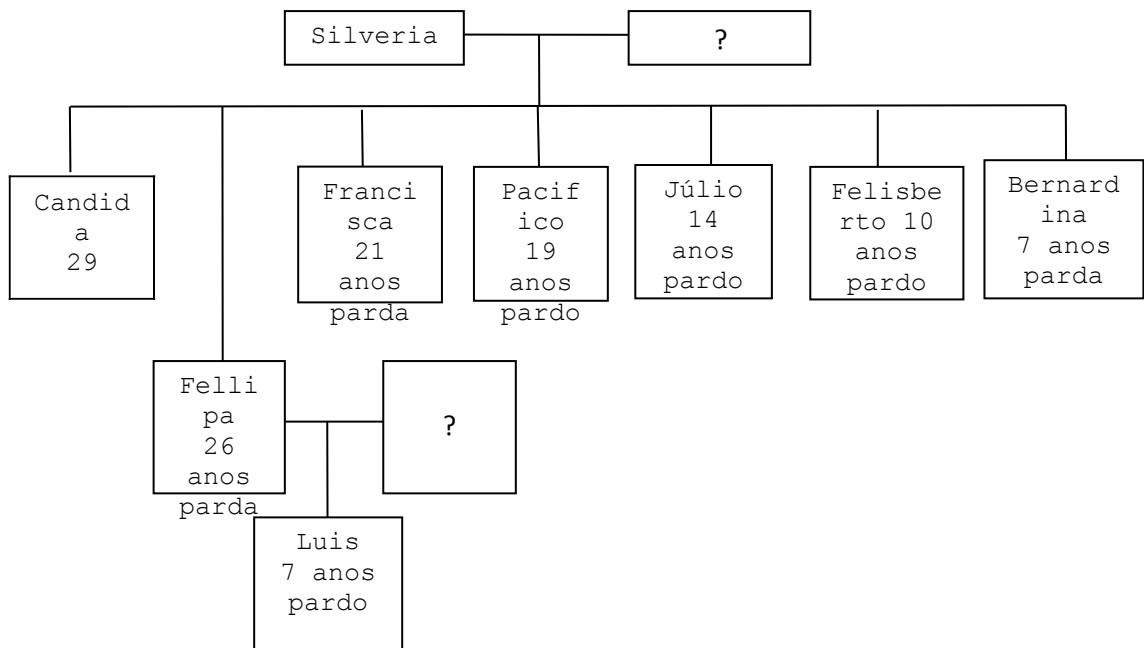 Silveria
?
Candid
a
29
Franci
sca
21
anos
parda
Pacif
ico
19
anos
pardo
Júlio
14
anos
pardo
Felisbe
rto 10
anos
pardo
Bernard
ina
7 anos
parda
Felli
pa
26
anos
parda
?
Luis
7 anos
pardo